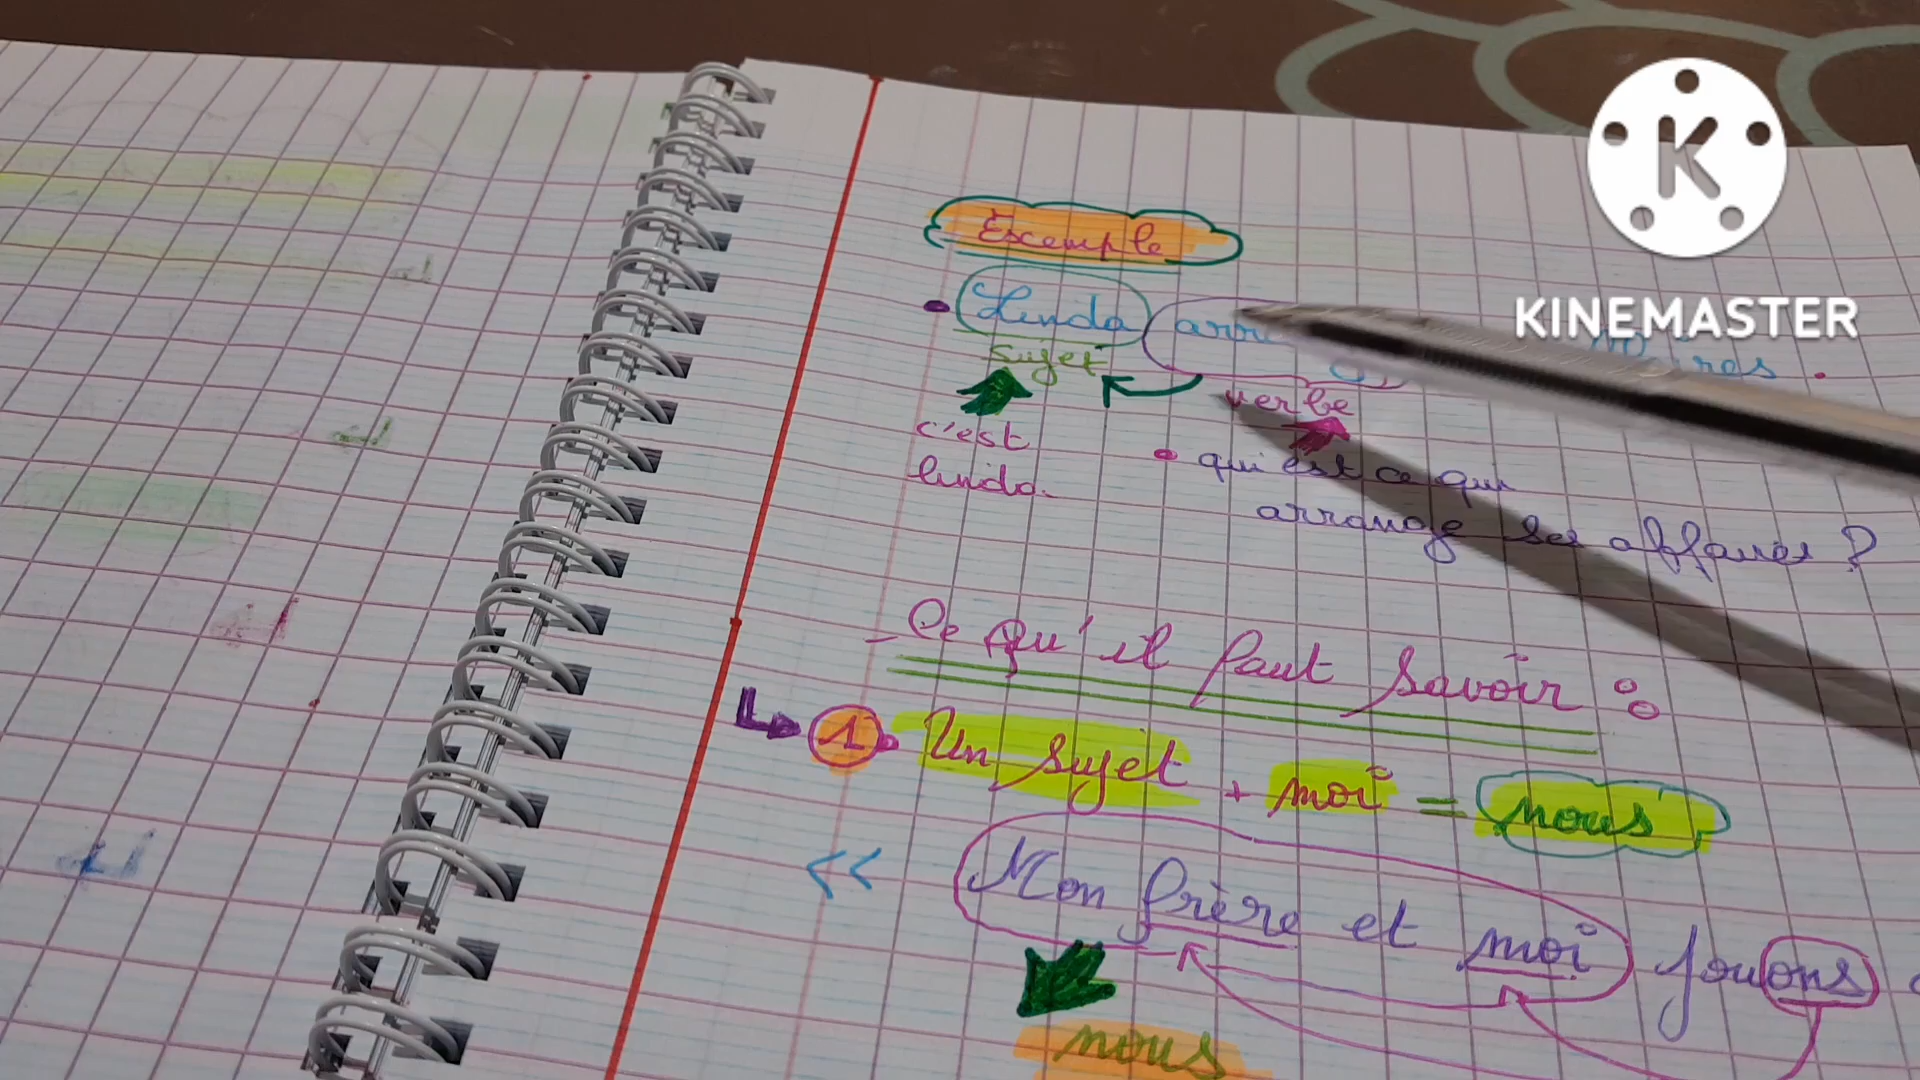 Excemple
Linda
KINEMASTER
sujet
verbe
c'est
linda.
qui est ce qui
arrange ses affaires ?
- Ce qu'il faut savoir :
1 Un sujet + moi = nous
<< Mon frère et moi jouons
nous